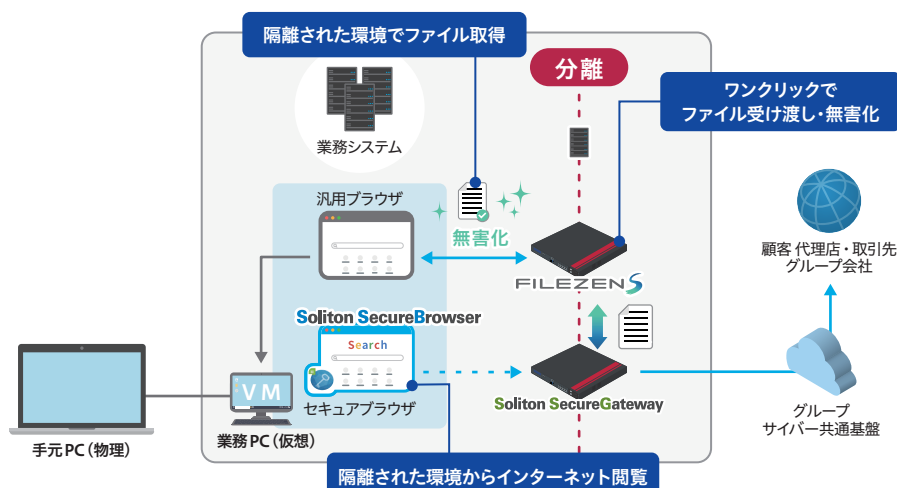 隔離された環境でファイル取得
分離
ワンクリックで
ファイル受け渡し・無害化
業務システム
汎用ブラウザ
無害化
FILEZEN S
顧客 代理店・取引先
グループ会社
Soliton SecureBrowser
Search
セキュアブラウザ
Soliton SecureGateway
グループ
サイバー共通基盤
VM
業務PC(仮想)
手元PC(物理)
隔離された環境からインターネット閲覧